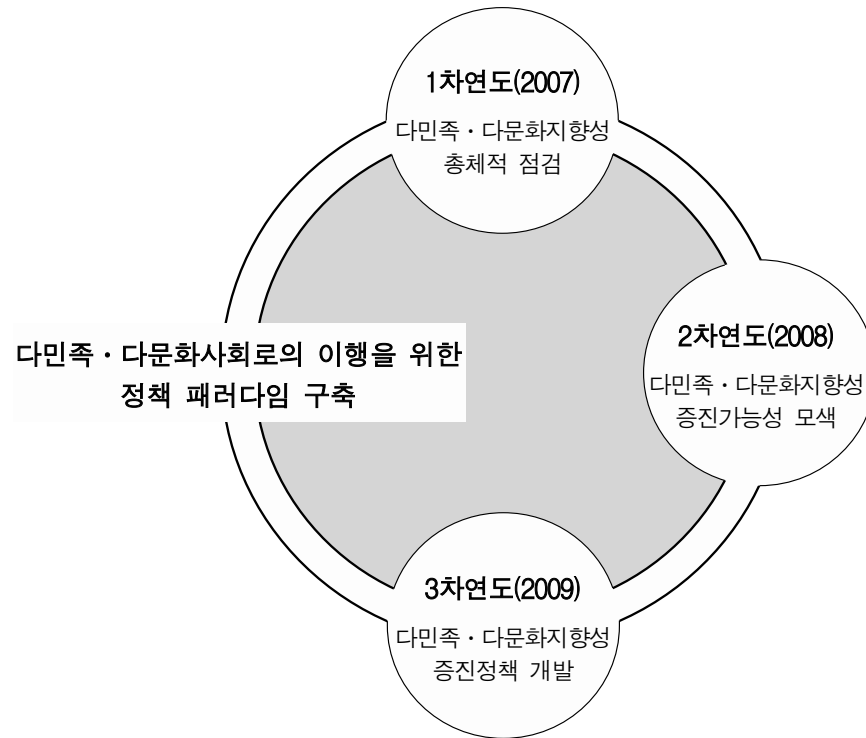 1차연도(2007)
다민족·다문화지향성
총체적 점검
다민족·다문화사회로의 이행을 위한
정책 패러다임 구축
2차연도(2008)
다민족·다문화지향성
증진가능성 모색
3차연도(2009)
다민족·다문화지향성
증진정책 개발